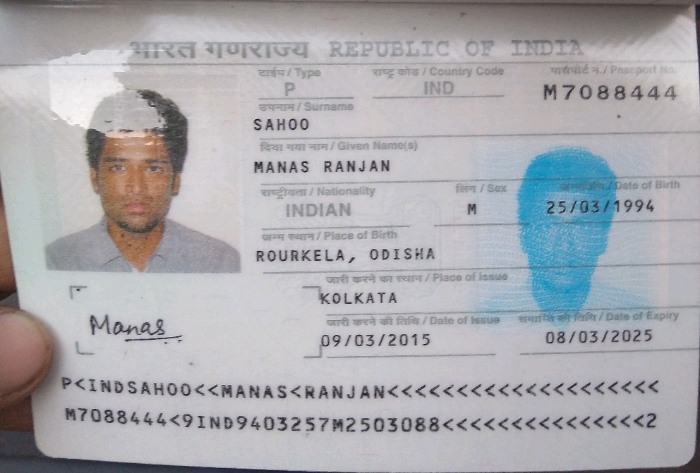 भारत गणराज्य REPUBLIC OF INDIA
टाईप / Type राष्ट्र कोड / Country Code पासपोर्ट नं. / Passport No.
P IND M7088444
उपनाम / Surname
SAHOO
दिया गया नाम / Given Name(s)
MANAS RANJAN
राष्ट्रीयता / Nationality लिंग / Sex जन्मतिथि / Date of Birth
INDIAN M 25/03/1994
जन्म स्थान / Place of Birth
ROURKELA, ODISHA
जारी करने का स्थान / Place of Issue
KOLKATA
जारी करने की तिथि / Date of Issue समाप्ति की तिथि / Date of Expiry
09/03/2015 08/03/2025
Manas
P<INDSAHOO<<MANAS<RANJAN<<<<<<<<<<<<<<<<<<<<
M7088444<9IND9403257M2503088<<<<<<<<<<<<<<<2